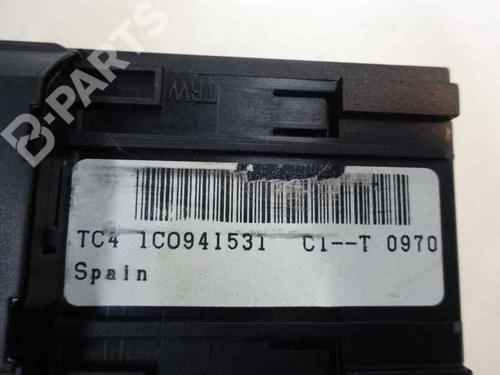 B-PARTS
TRW
TC4 1C0941531 C1--T 0970
Spain